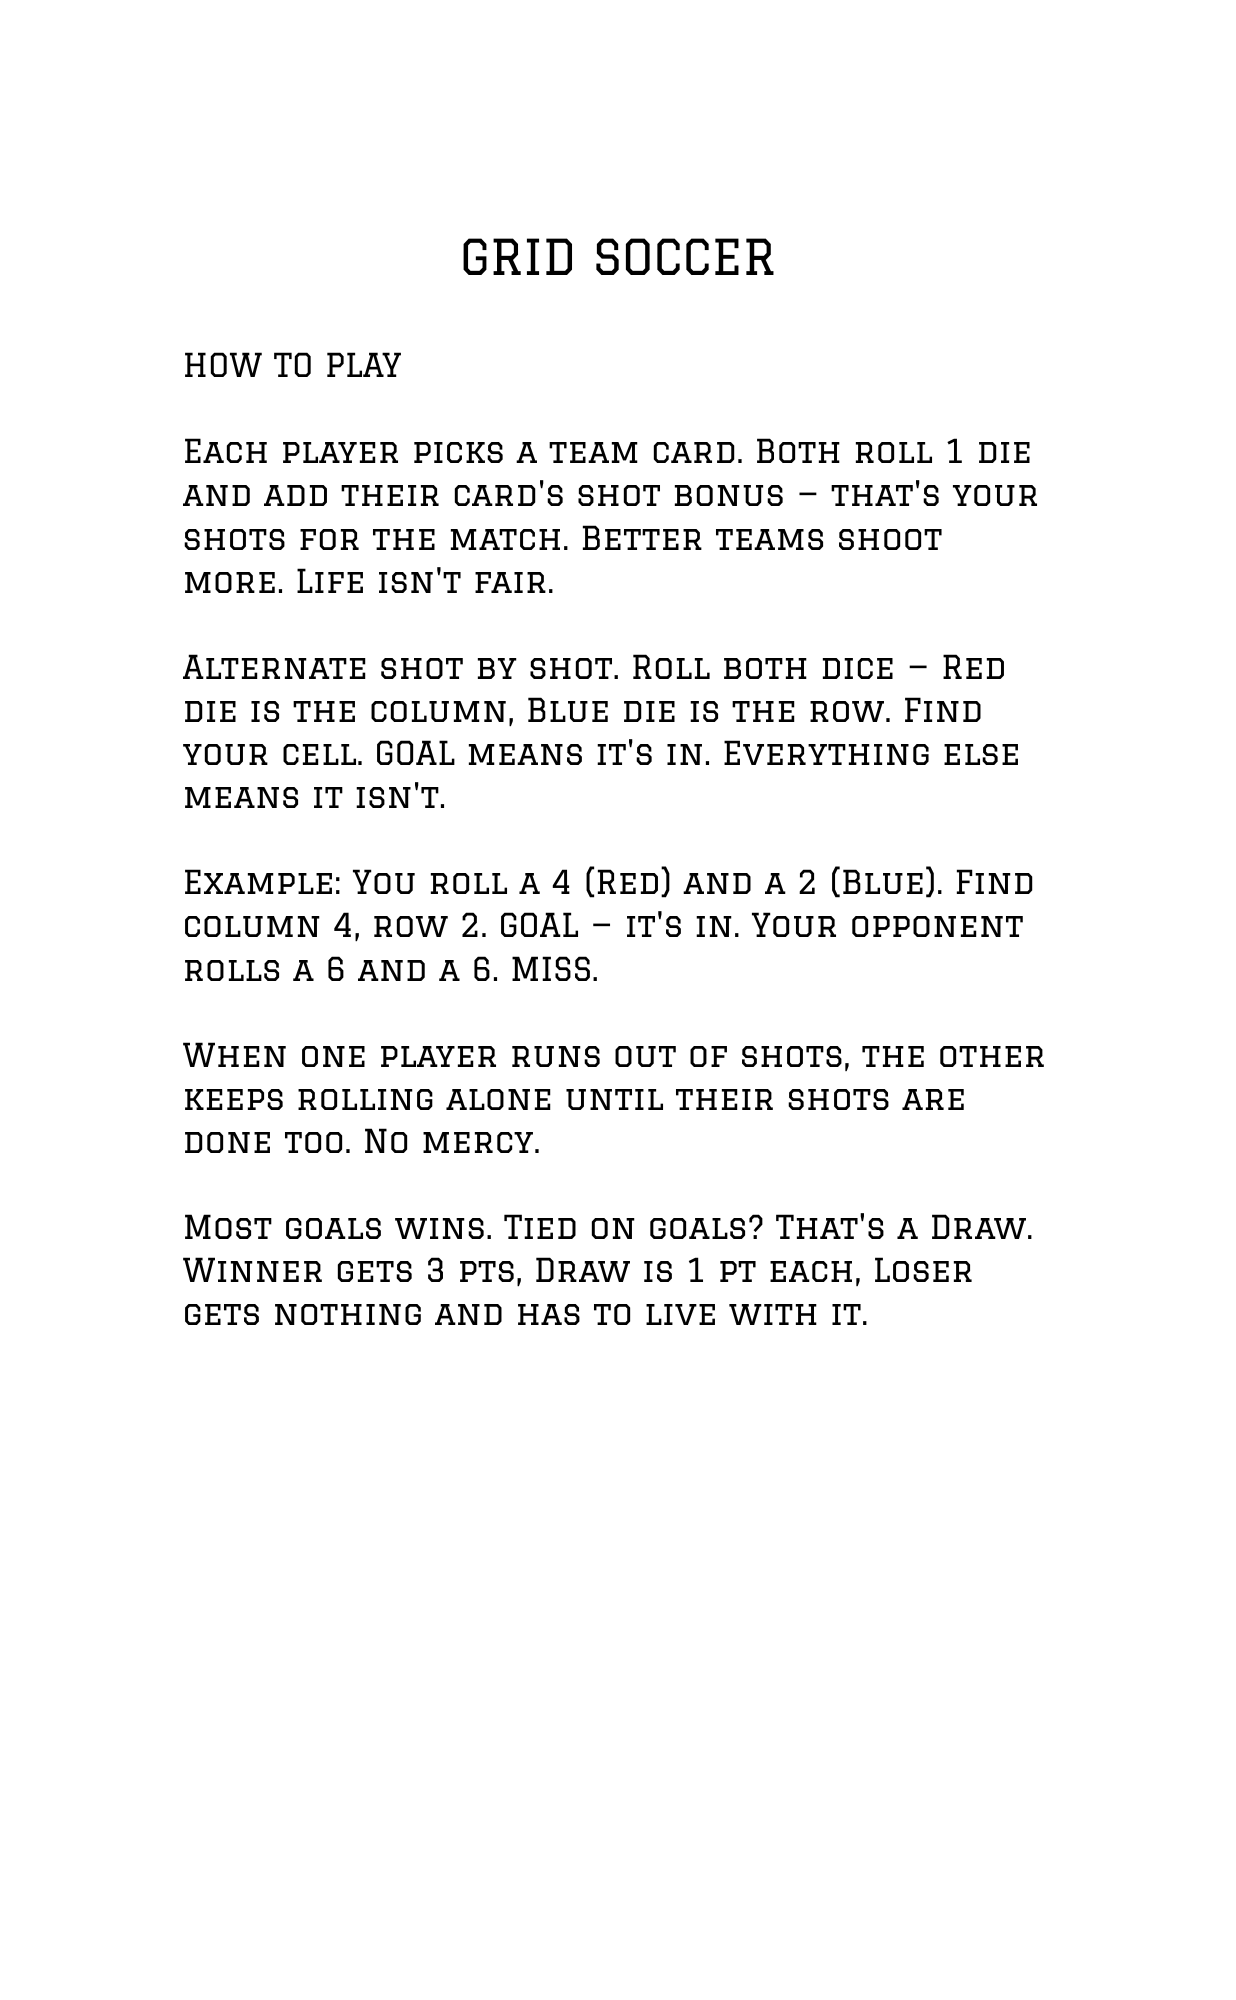 GRID SOCCER
HOW TO PLAY
Each player picks a team card. Both roll 1 die
and add their card's shot bonus – that's your
shots for the match. Better teams shoot
more. Life isn't fair.
Alternate shot by shot. Roll both dice – Red
die is the column, Blue die is the row. Find
your cell. GOAL means it's in. Everything else
means it isn't.
Example: You roll a 4 (Red) and a 2 (Blue). Find
column 4, row 2. GOAL – it's in. Your opponent
rolls a 6 and a 6. MISS.
When one player runs out of shots, the other
keeps rolling alone until their shots are
done too. No mercy.
Most goals wins. Tied on goals? That's a Draw.
Winner gets 3 pts, Draw is 1 pt each, Loser
gets nothing and has to live with it.